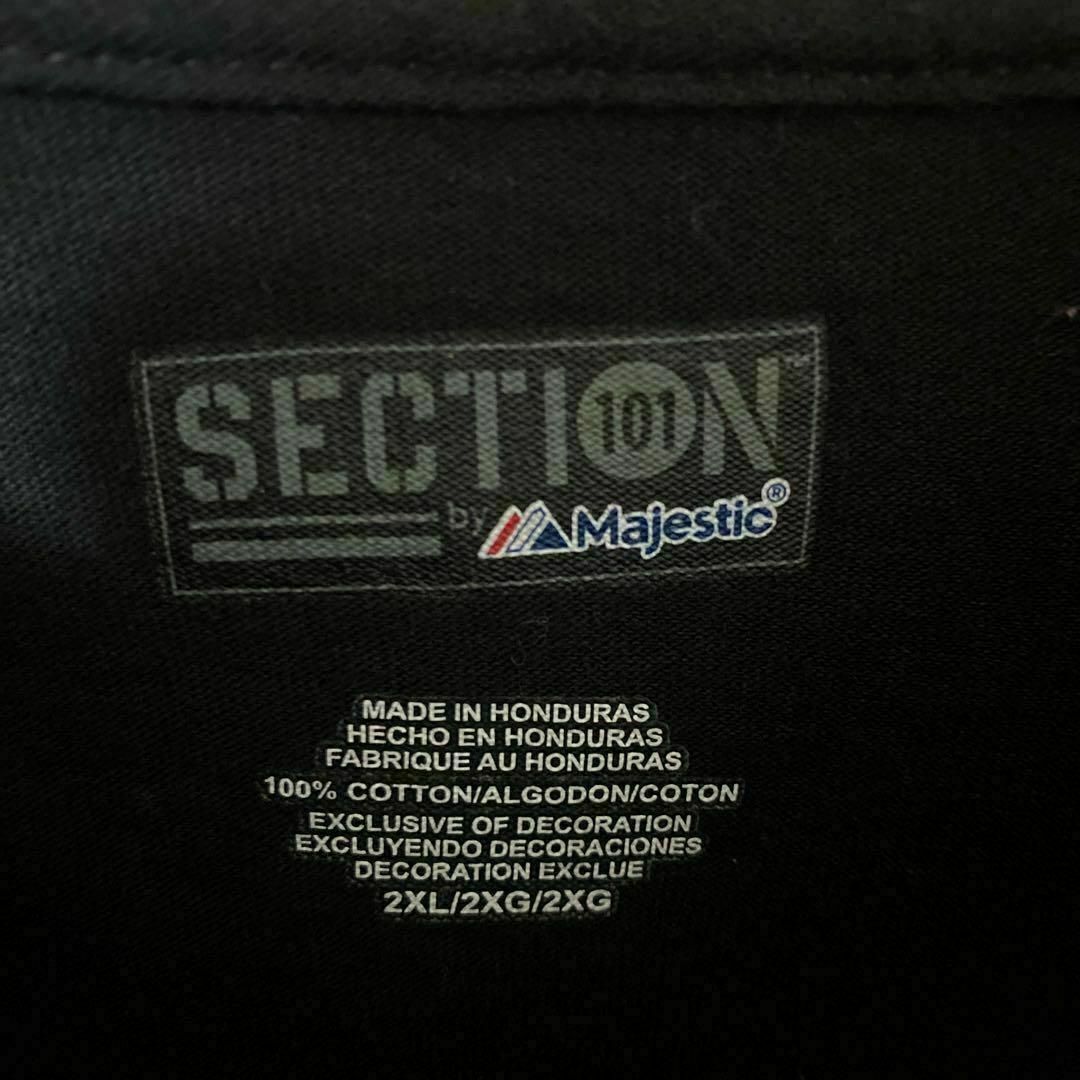 SECTION™
101
by Majestic®
MADE IN HONDURAS
HECHO EN HONDURAS
FABRIQUE AU HONDURAS
100% COTTON/ALGODON/COTON
EXCLUSIVE OF DECORATION
EXCLUYENDO DECORACIONES
DECORATION EXCLUE
2XL/2XG/2XG